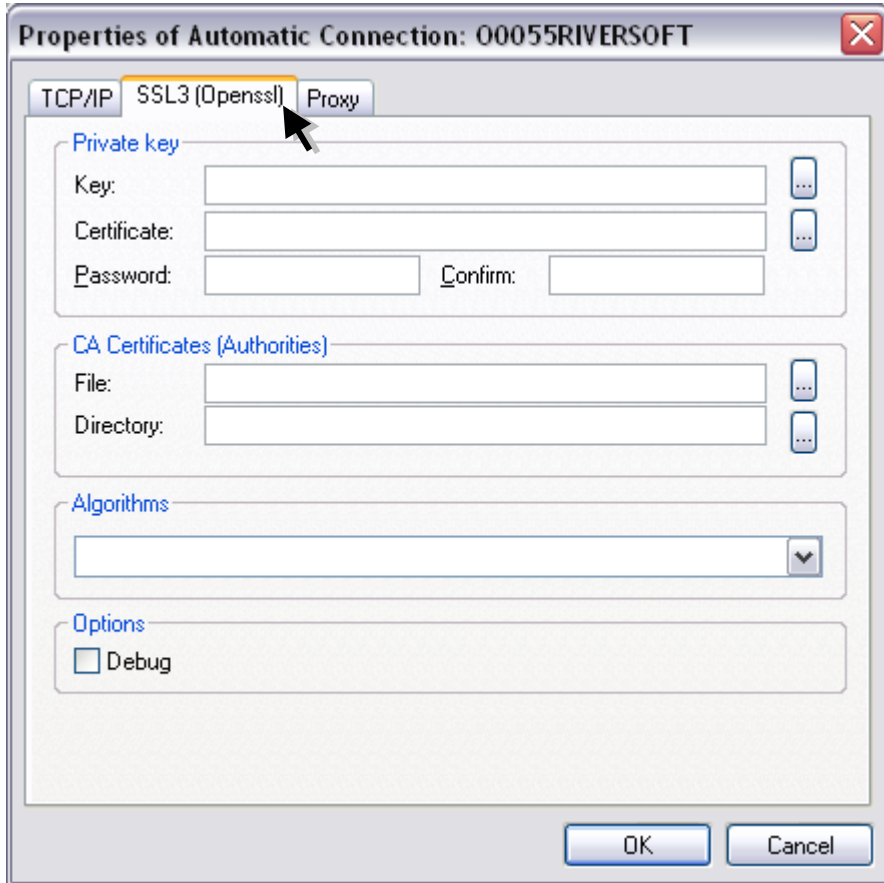 Properties of Automatic Connection: O0055RIVERSOFT
TCP/IP SSL3 (Openssl) Proxy
Private key
Key: ...
Certificate: ...
Password: Confirm:
CA Certificates (Authorities)
File: ...
Directory: ...
Algorithms
Options
Debug
OK Cancel